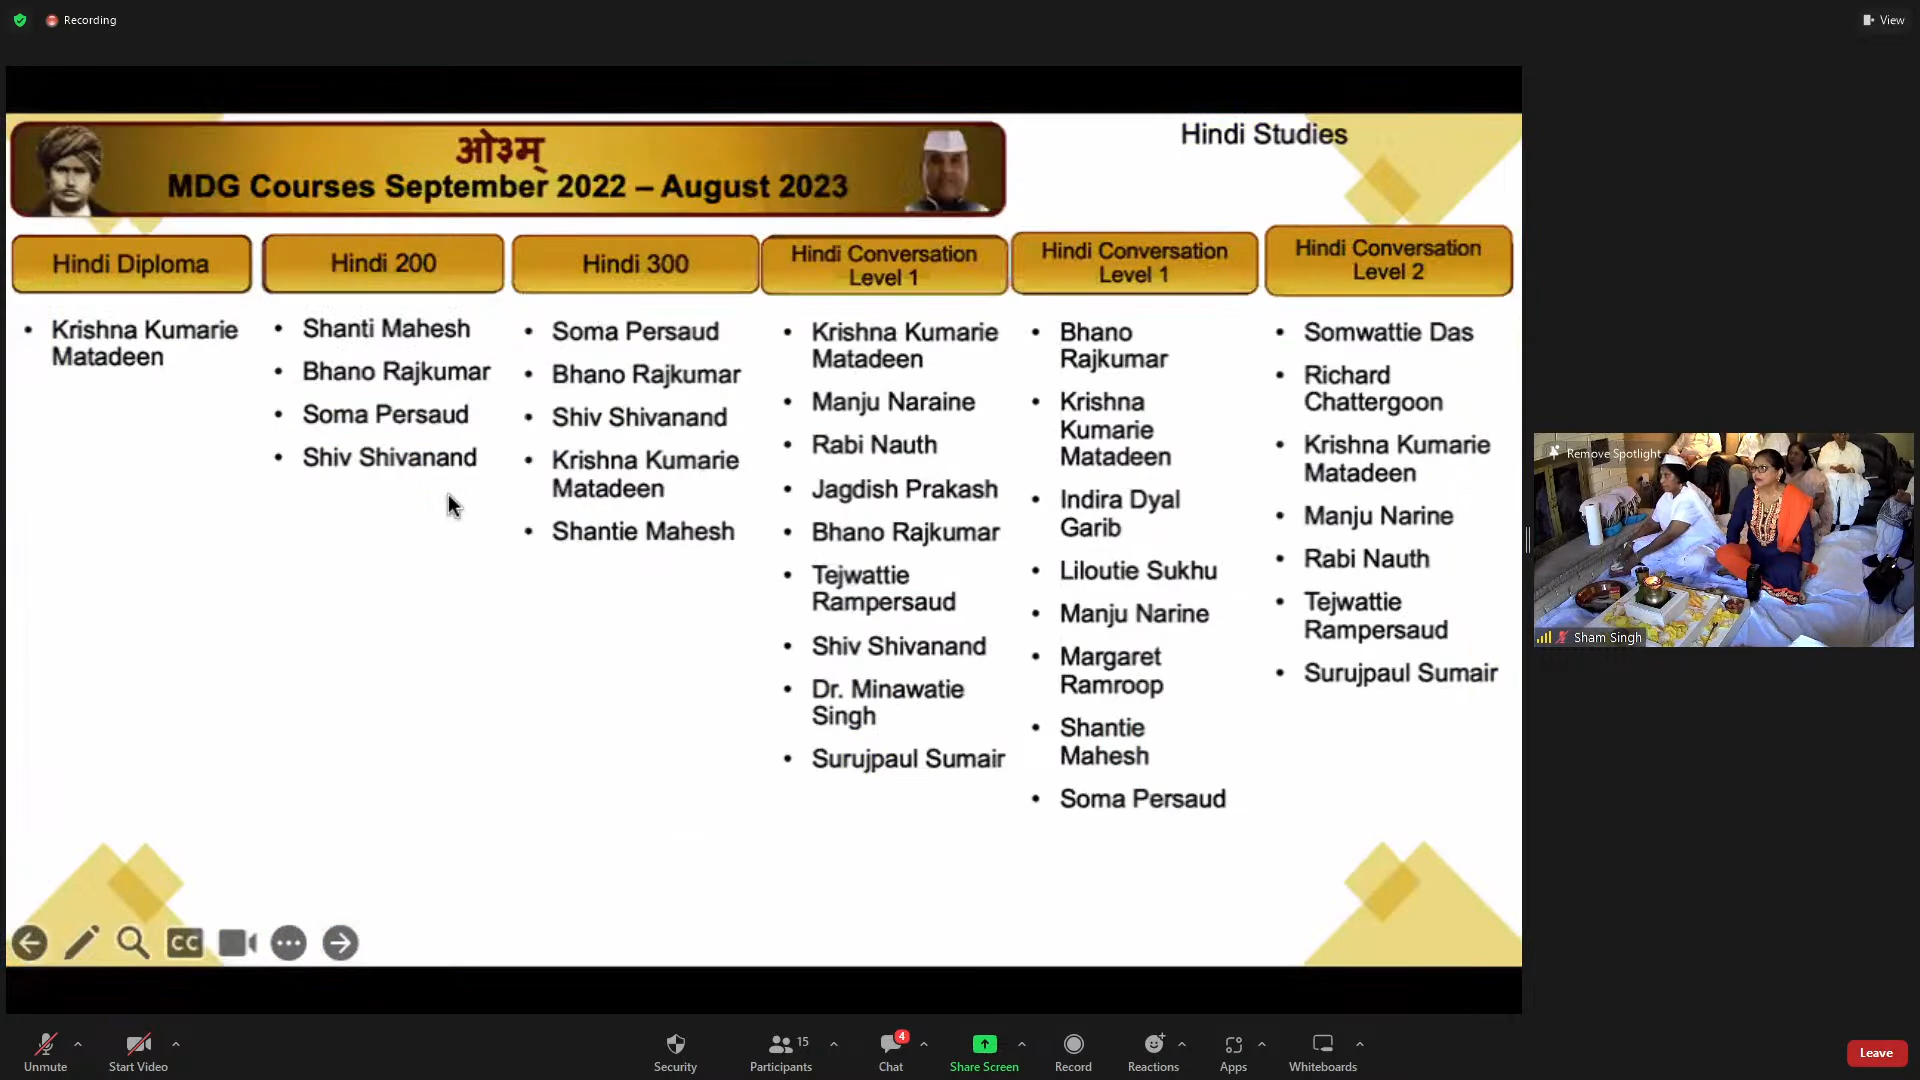 Recording
View
ओ३म्
MDG Courses September 2022 – August 2023
Hindi Studies
Hindi Diploma
• Krishna Kumarie
Matadeen
Hindi 200
• Shanti Mahesh
• Bhano Rajkumar
• Soma Persaud
• Shiv Shivanand
Hindi 300
• Soma Persaud
• Bhano Rajkumar
• Shiv Shivanand
• Krishna Kumarie
Matadeen
• Shantie Mahesh
Hindi Conversation
Level 1
• Krishna Kumarie
Matadeen
• Manju Naraine
• Rabi Nauth
• Jagdish Prakash
• Bhano Rajkumar
• Tejwattie
Rampersaud
• Shiv Shivanand
• Dr. Minawatie
Singh
• Surujpaul Sumair
Hindi Conversation
Level 1
• Bhano
Rajkumar
• Krishna
Kumarie
Matadeen
• Indira Dyal
Garib
• Liloutie Sukhu
• Manju Narine
• Margaret
Ramroop
• Shantie
Mahesh
• Soma Persaud
Hindi Conversation
Level 2
• Somwattie Das
• Richard
Chattergoon
• Krishna Kumarie
Matadeen
• Manju Narine
• Rabi Nauth
• Tejwattie
Rampersaud
• Surujpaul Sumair
Remove Spotlight
Sham Singh
CC
Unmute
Start Video
Security
15
Participants
4
Chat
Share Screen
Record
Reactions
Apps
Whiteboards
Leave